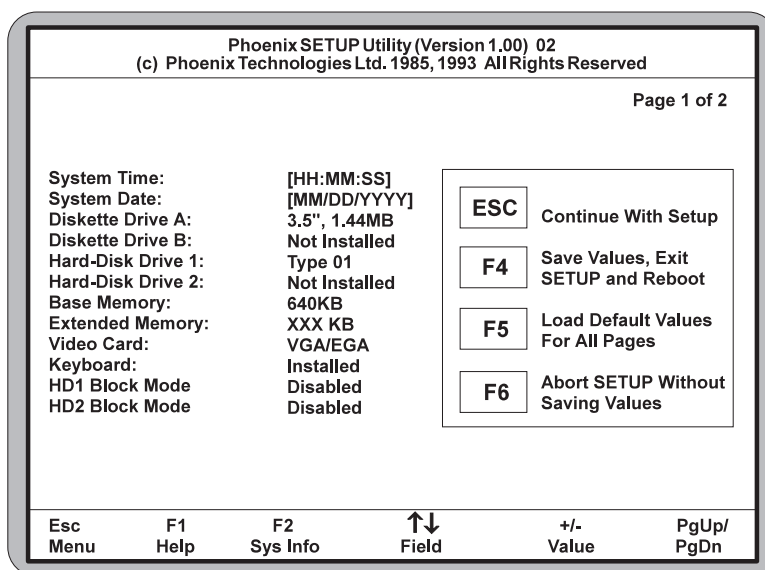 Phoenix SETUP Utility (Version 1.00) 02
(c) Phoenix Technologies Ltd. 1985, 1993 All Rights Reserved
Page 1 of 2
System Time: [HH:MM:SS]
System Date: [MM/DD/YYYY]
Diskette Drive A: 3.5", 1.44MB
Diskette Drive B: Not Installed
Hard-Disk Drive 1: Type 01
Hard-Disk Drive 2: Not Installed
Base Memory: 640KB
Extended Memory: XXX KB
Video Card: VGA/EGA
Keyboard: Installed
HD1 Block Mode Disabled
HD2 Block Mode Disabled
ESC Continue With Setup
F4 Save Values, Exit
SETUP and Reboot
F5 Load Default Values
For All Pages
F6 Abort SETUP Without
Saving Values
Esc F1 F2 ↑↓ +/- PgUp/
Menu Help Sys Info Field Value PgDn